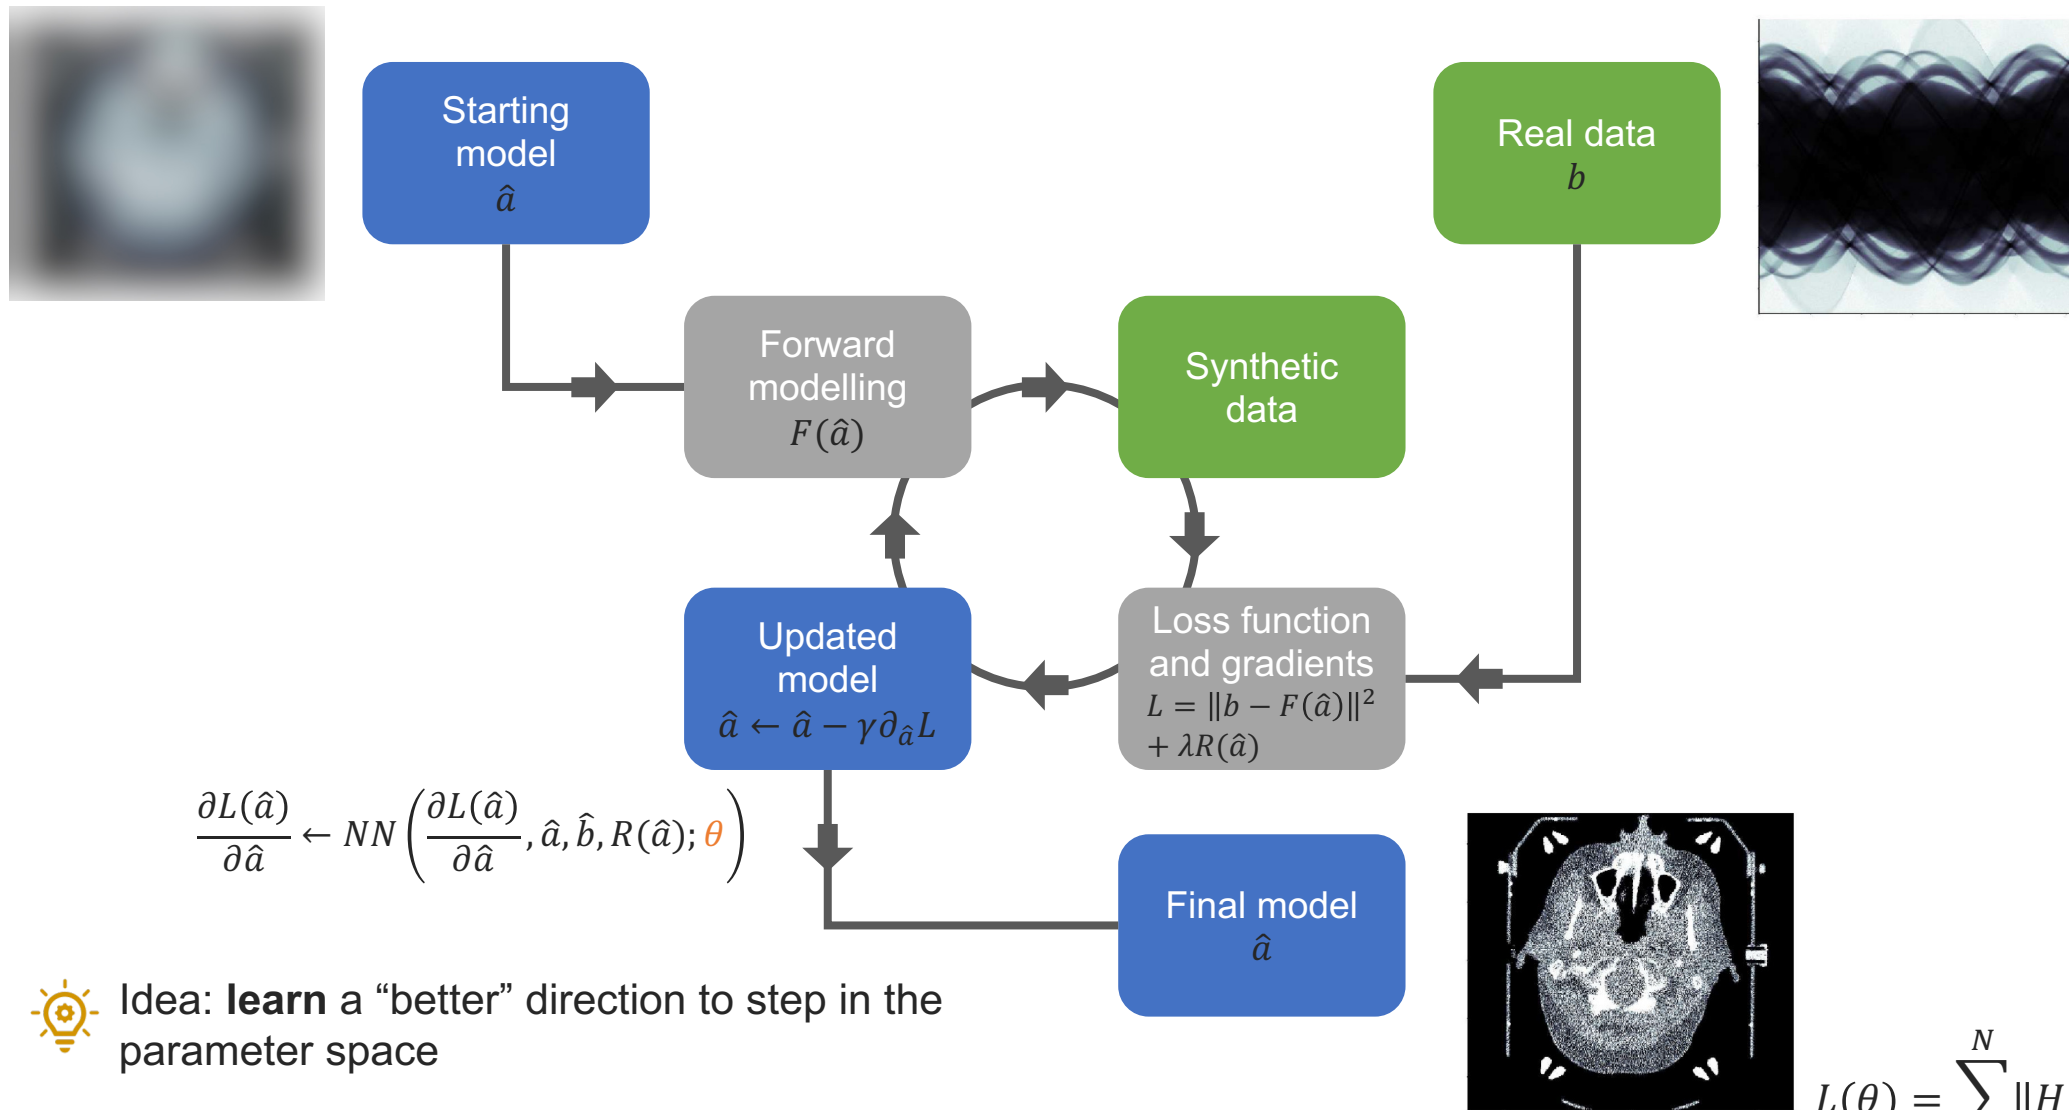 Starting
model
â
Real data
b
Forward
modelling
F(â)
Synthetic
data
Updated
model
â ← â − γ∂_â L
Loss function
and gradients
L = ‖b − F(â)‖²
+ λR(â)
∂L(â)/∂â ← NN(∂L(â)/∂â, â, b̂, R(â); θ)
Final model
â
Idea: learn a “better” direction to step in the
parameter space
N
L(θ) = ∑ ‖H